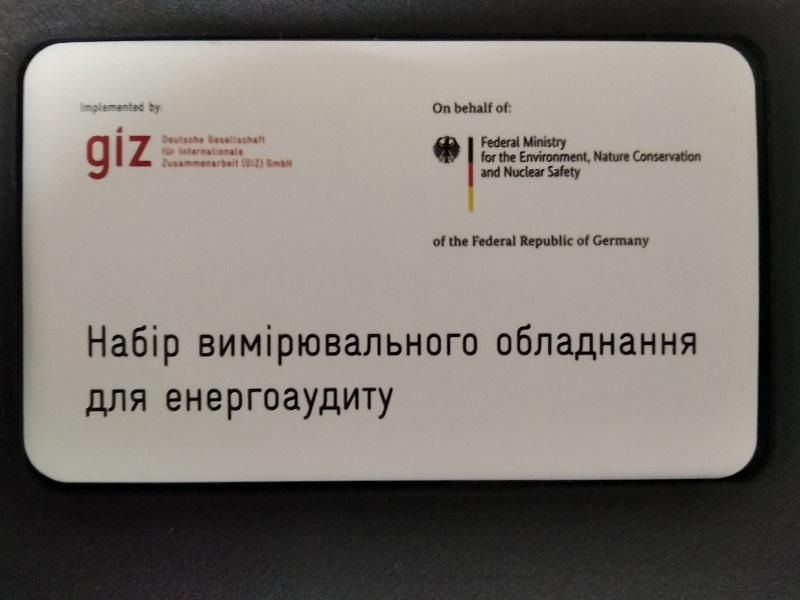 Implemented by:
giz
Deutsche Gesellschaft
für Internationale
Zusammenarbeit (GIZ) GmbH
On behalf of:
Federal Ministry
for the Environment, Nature Conservation
and Nuclear Safety
of the Federal Republic of Germany
Набір вимірювального обладнання
для енергоаудиту